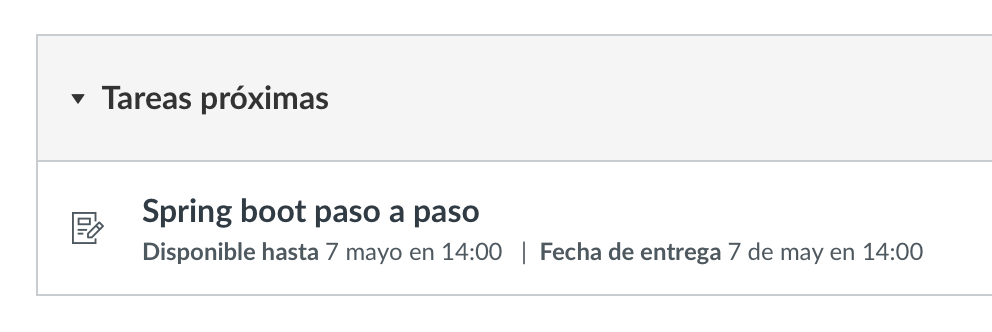 Tareas próximas
Spring boot paso a paso
Disponible hasta 7 mayo en 14:00 | Fecha de entrega 7 de may en 14:00